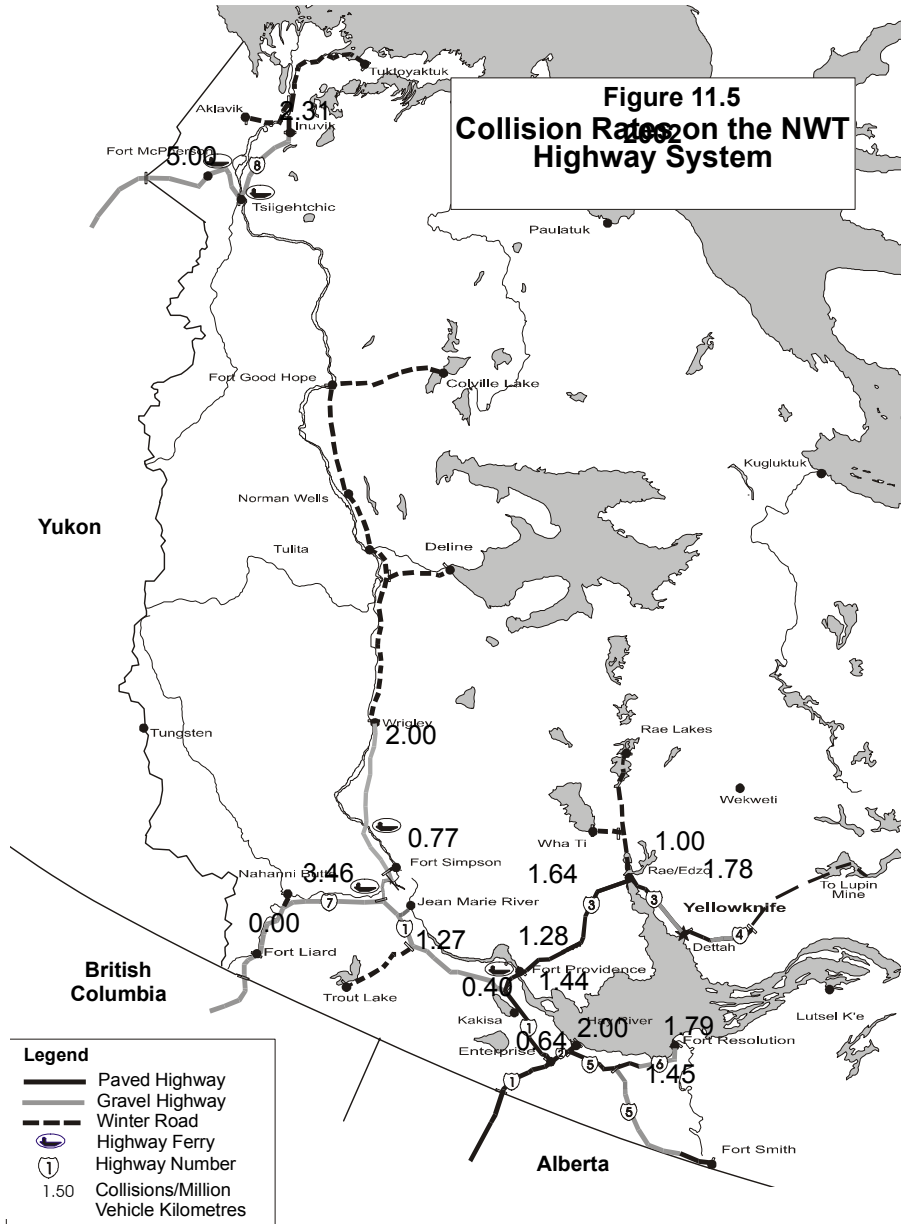 Tuktoyaktuk
Figure 11.5
Collision Rates on the NWT
2002
Highway System
Aklavik
2.31
Inuvik
Fort McPherson
5.00
8
Tsiigehtchic
Paulatuk
Fort Good Hope
Colville Lake
Kugluktuk
Norman Wells
Yukon
Tulita
Deline
Wrigley
2.00
Tungsten
Rae Lakes
Wekweti
0.77
Wha Ti
1.00
Fort Simpson
Rae/Edzo
1.78
Nahanni Butte
3.46
1.64
To Lupin
Mine
7
Jean Marie River
3
3
Yellowknife
0.00
1
1.27
1.28
4
Dettah
Fort Liard
British
Columbia
Trout Lake
Fort Providence
0.40
1.44
Kakisa
Lutsel K'e
Hay River
2.00
1.79
1
0.64
Enterprise
2
Fort Resolution
5
6
1.45
1
5
Fort Smith
Alberta
Legend
Paved Highway
Gravel Highway
Winter Road
Highway Ferry
1 Highway Number
1.50 Collisions/Million
Vehicle Kilometres